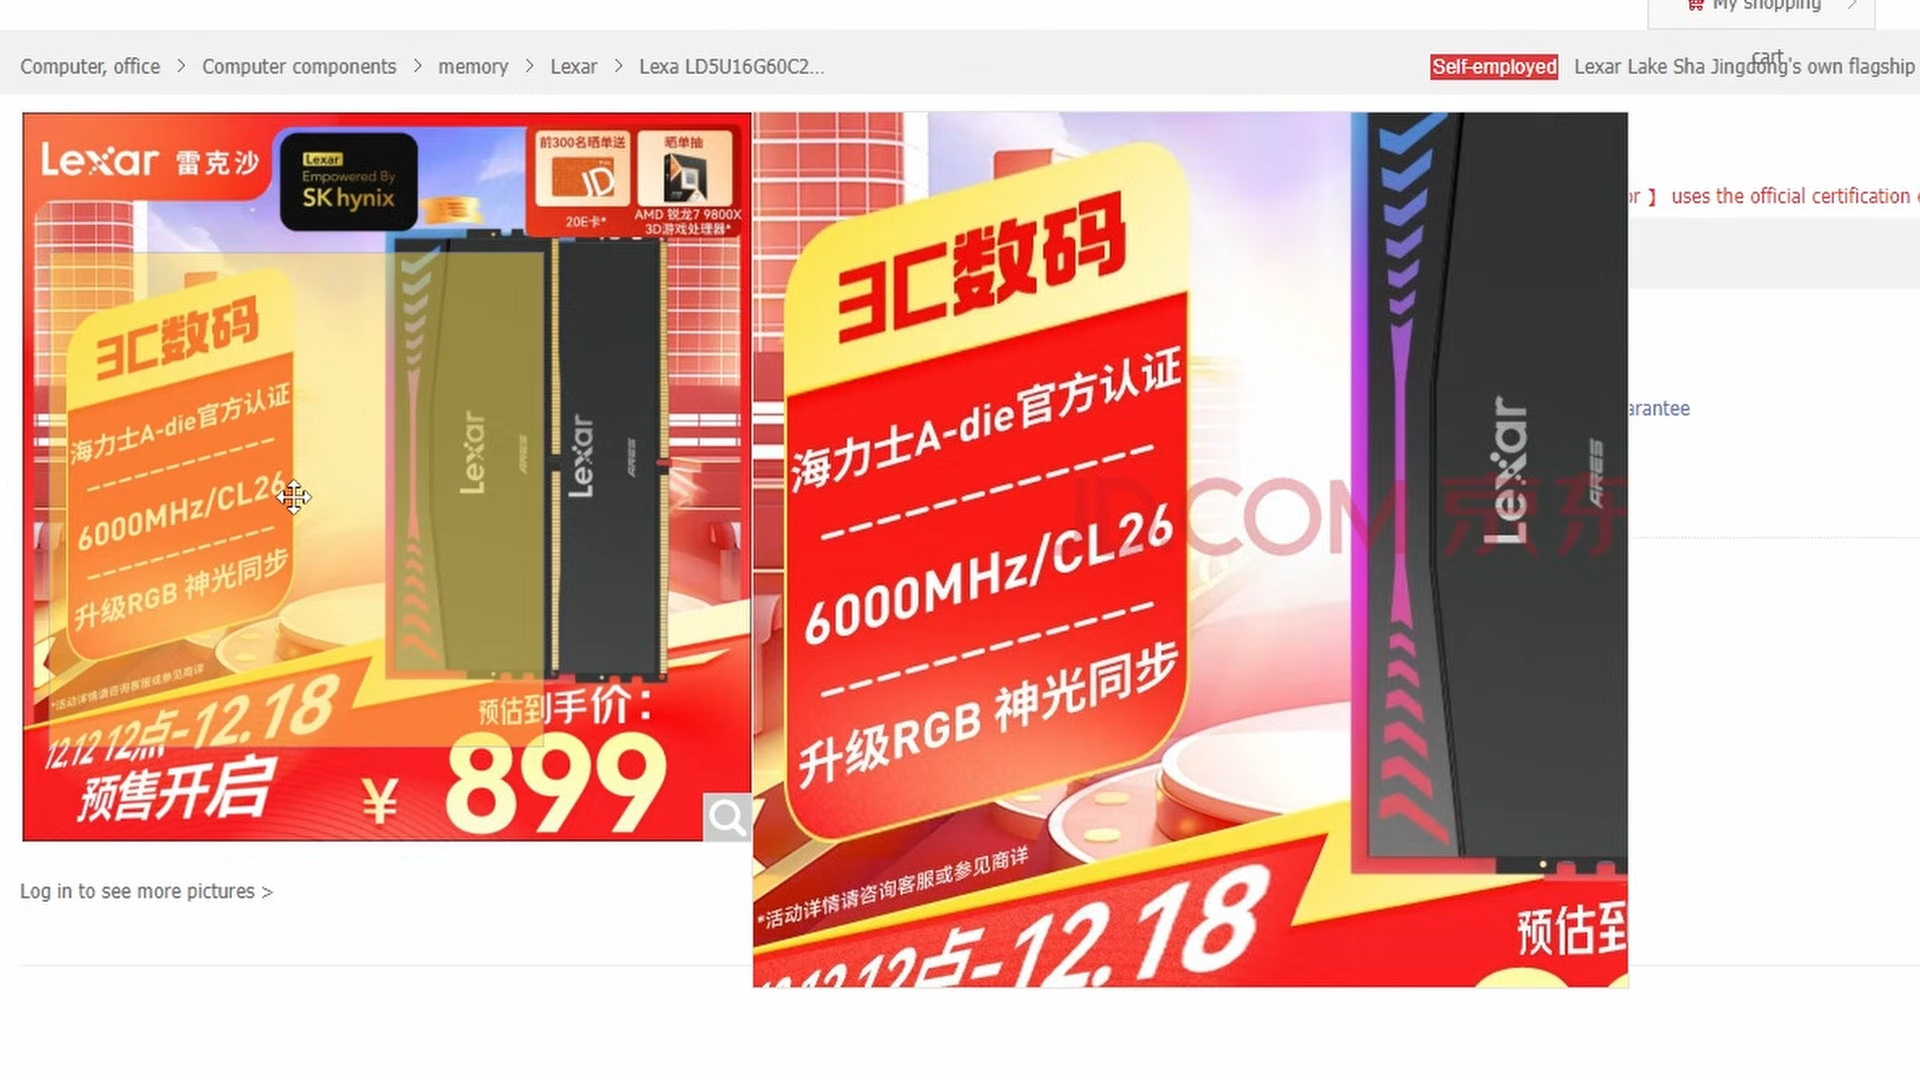 My shopping
cart
Computer, office > Computer components > memory > Lexar > Lexa LD5U16G60C2...
Self-employed Lexar Lake Sha Jingdong's own flagship
Lexar 雷克沙
Lexar
Empowered By
SK hynix
前300名晒单送
20E卡*
晒单抽
AMD 锐龙7 9800X
3D游戏处理器*
3C数码
海力士A-die官方认证
6000MHz/CL26
升级RGB 神光同步
Lexar
ARES
Lexar
ARES
*活动详情请咨询客服或参见商详
12.12 12点-12.18
预售开启
预估到手价：
¥ 899
3C数码
海力士A-die官方认证
6000MHz/CL26
升级RGB 神光同步
JD.COM 京东
Lexar
ARES
*活动详情请咨询客服或参见商详
12.12 12点-12.18
预估到
】 uses the official certification
arantee
Log in to see more pictures >